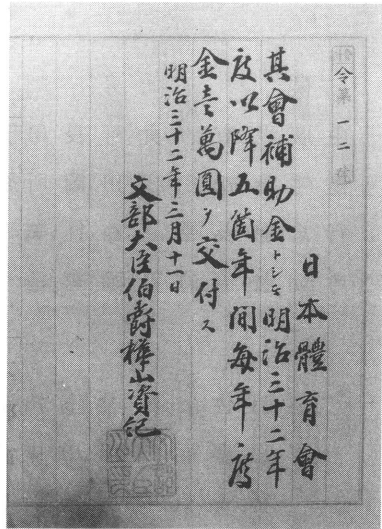 令第一二號
日本體育會
其會補助金トシテ明治三十二年
度以降五箇年間每年度
金壹萬圓ヲ交付ス
明治三十二年三月十一日
文部大臣伯爵樺山資紀